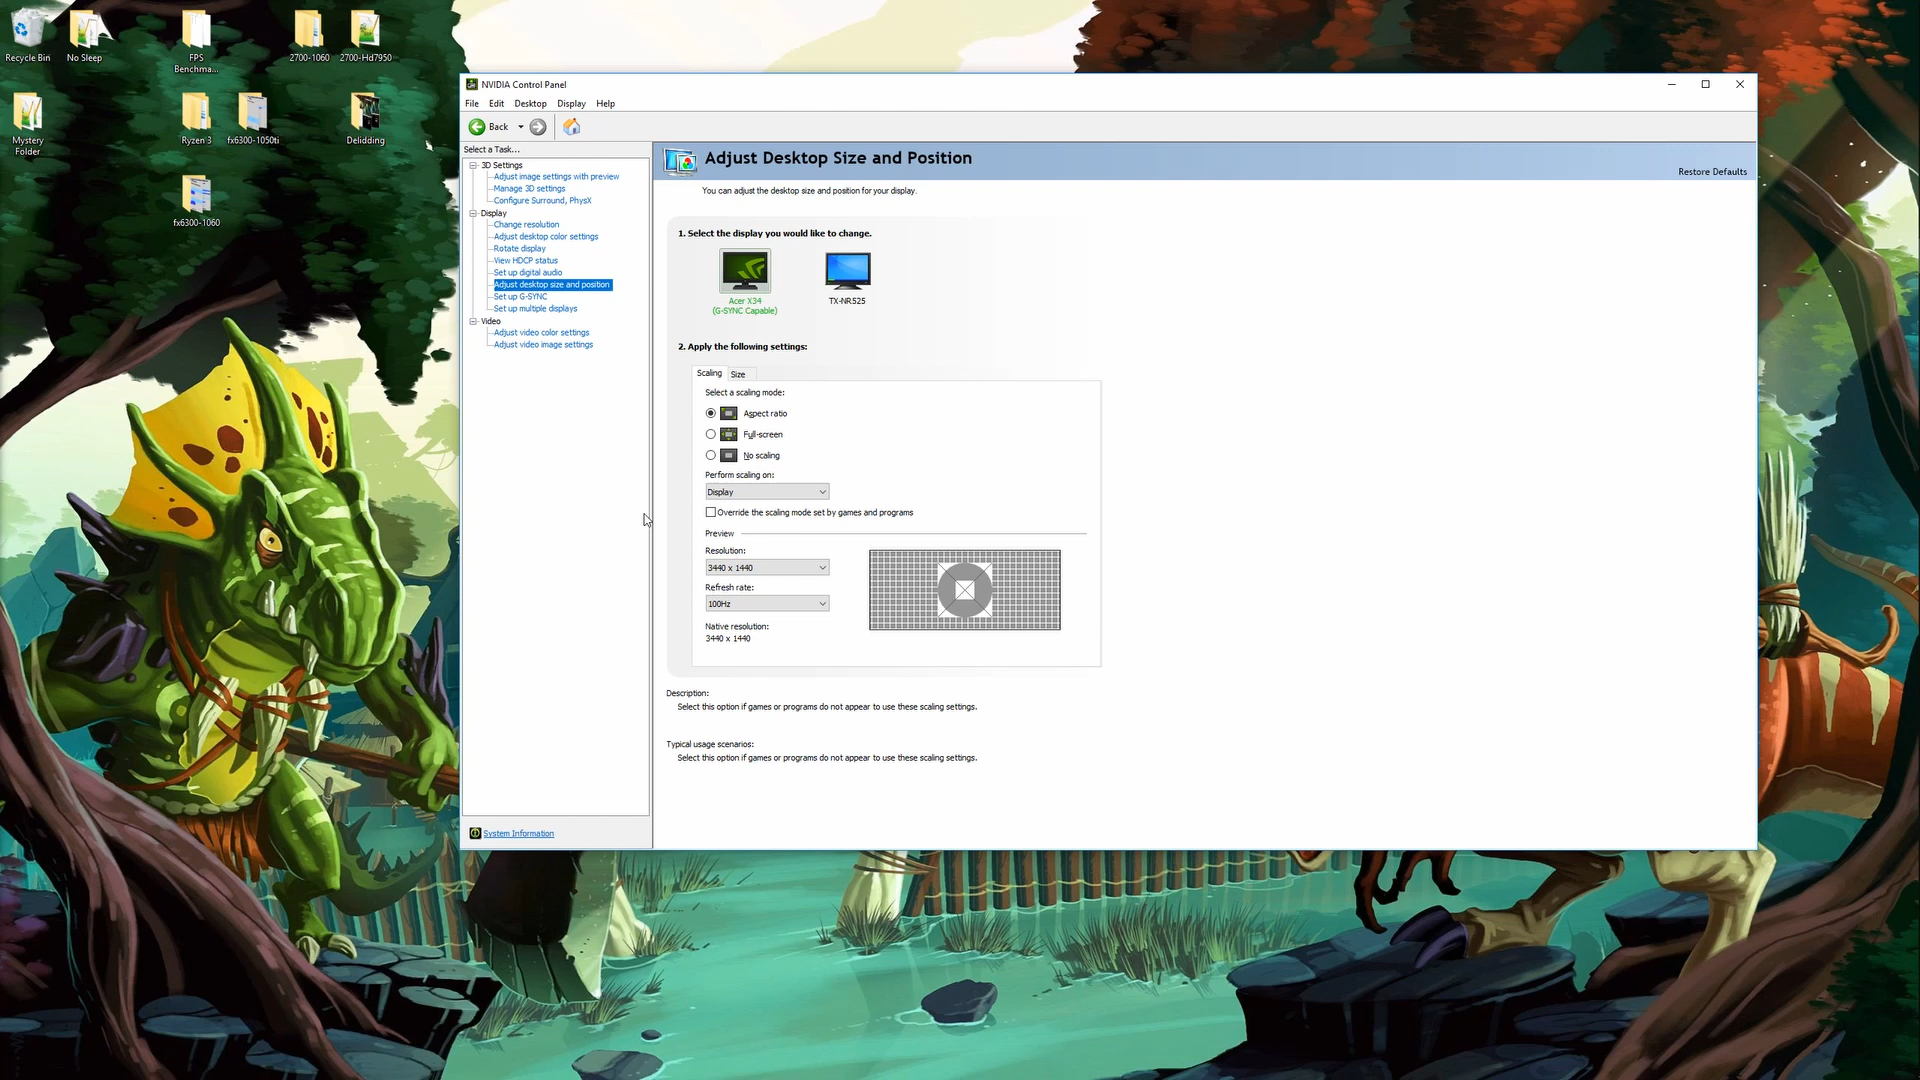 Recycle Bin
No Sleep
FPS
Benchma...
2700-1060
2700-Hd7950
Mystery
Folder
Ryzen 3
fx6300-1050ti
Delidding
fx6300-1060
NVIDIA Control Panel
File Edit Desktop Display Help
Back
Select a Task...
3D Settings
Adjust image settings with preview
Manage 3D settings
Configure Surround, PhysX
Display
Change resolution
Adjust desktop color settings
Rotate display
View HDCP status
Set up digital audio
Adjust desktop size and position
Set up G-SYNC
Set up multiple displays
Video
Adjust video color settings
Adjust video image settings
System Information
Adjust Desktop Size and Position
Restore Defaults
You can adjust the desktop size and position for your display.
1. Select the display you would like to change.
Acer X34
(G-SYNC Capable)
TX-NR525
2. Apply the following settings:
Scaling Size
Select a scaling mode:
Aspect ratio
Full-screen
No scaling
Perform scaling on:
Display
Override the scaling mode set by games and programs
Preview
Resolution:
3440 x 1440
Refresh rate:
100Hz
Native resolution:
3440 x 1440
Description:
Select this option if games or programs do not appear to use these scaling settings.
Typical usage scenarios:
Select this option if games or programs do not appear to use these scaling settings.